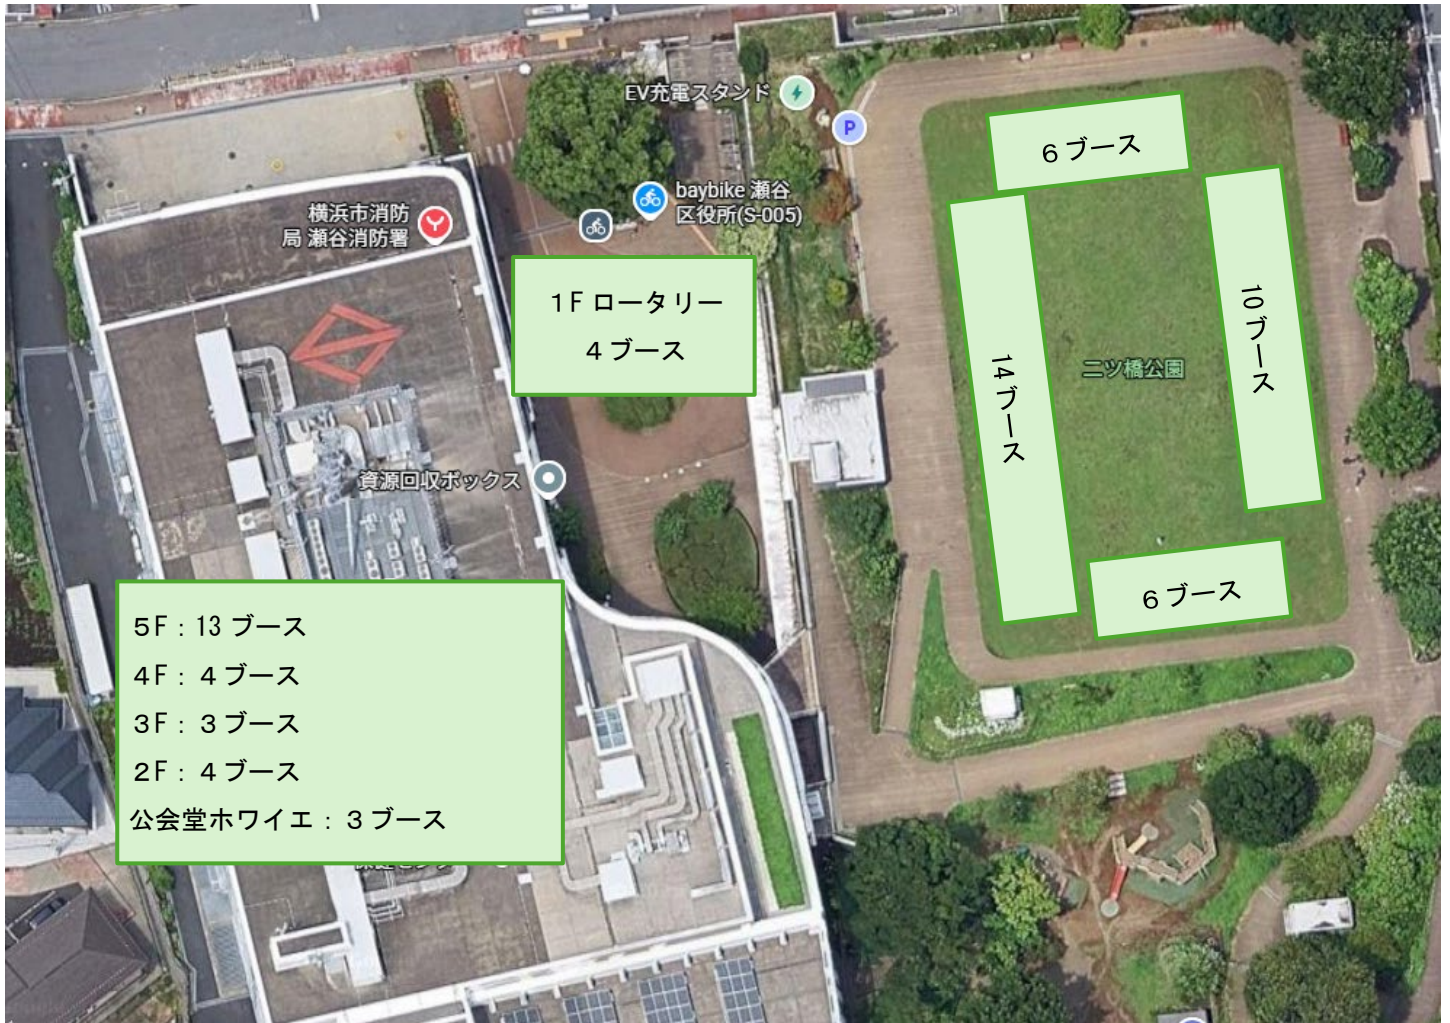 EV充電スタンド
P
baybike 瀬谷
区役所(S-005)
横浜市消防
局 瀬谷消防署
1F ロータリー
4 ブース
資源回収ボックス
6 ブース
14 ブース
10 ブース
二ツ橋公園
6 ブース
5F : 13 ブース
4F : 4 ブース
3F : 3 ブース
2F : 4 ブース
公会堂ホワイエ : 3 ブース